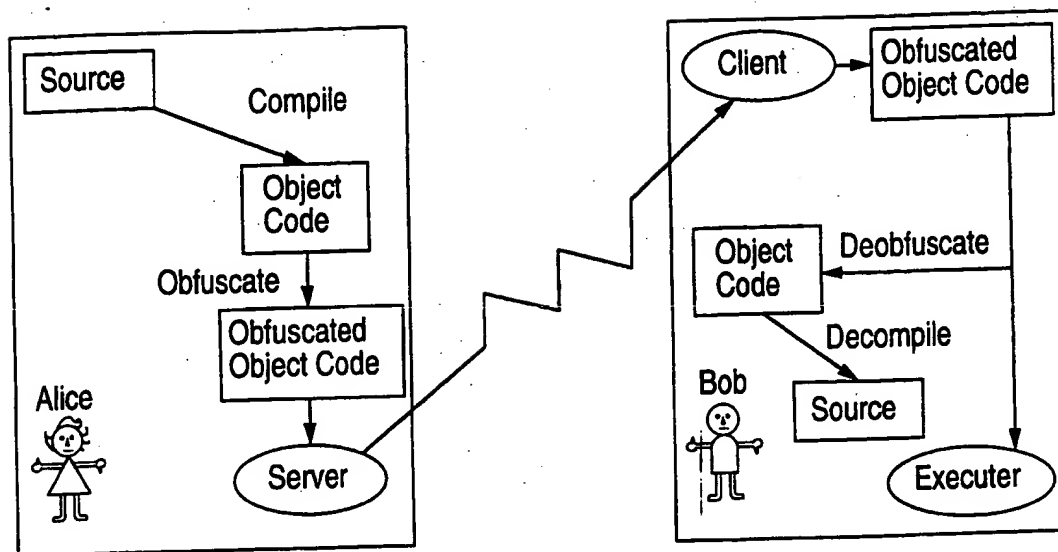 Source
Compile
Object
Code
Obfuscate
Obfuscated
Object Code
Alice
Server
Client
Obfuscated
Object Code
Object
Code
Deobfuscate
Decompile
Bob
Source
Executer